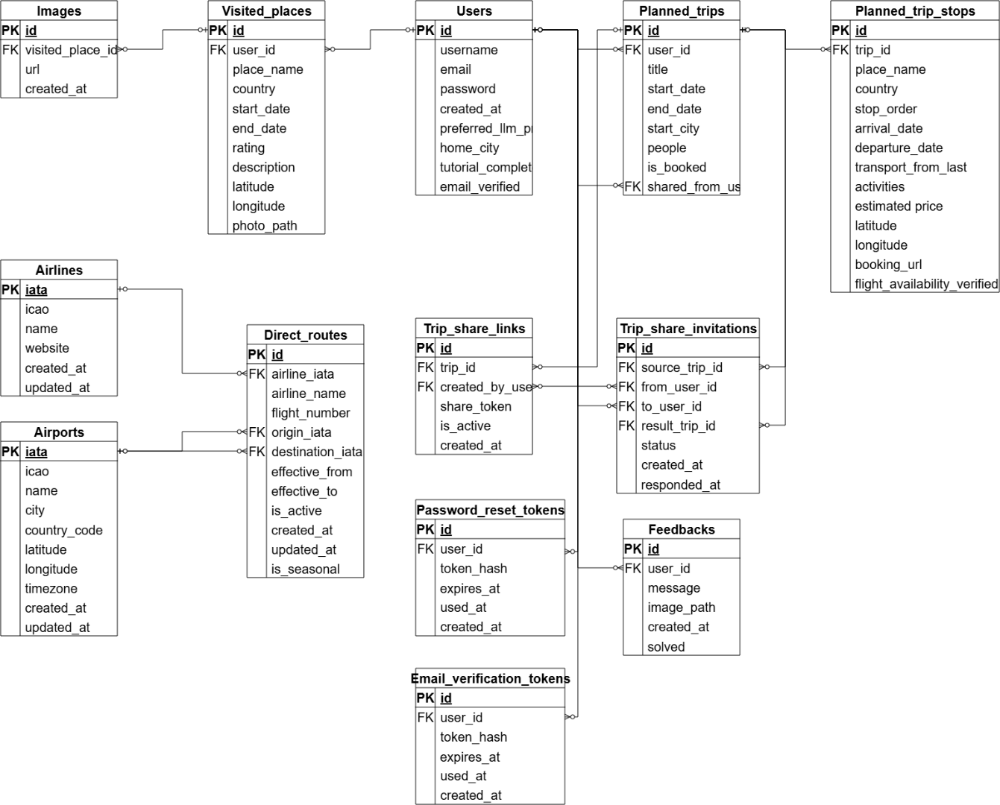 Images
PK id
FK visited_place_id
url
created_at
Visited_places
PK id
FK user_id
place_name
country
start_date
end_date
rating
description
latitude
longitude
photo_path
Users
PK id
username
email
password
created_at
preferred_llm_pr
home_city
tutorial_complet
email_verified
Planned_trips
PK id
FK user_id
title
start_date
end_date
start_city
people
is_booked
FK shared_from_us
Planned_trip_stops
PK id
FK trip_id
place_name
country
stop_order
arrival_date
departure_date
transport_from_last
activities
estimated price
latitude
longitude
booking_url
flight_availability_verified
Airlines
PK iata
icao
name
website
created_at
updated_at
Airports
PK iata
icao
name
city
country_code
latitude
longitude
timezone
created_at
updated_at
Direct_routes
PK id
FK airline_iata
airline_name
flight_number
FK origin_iata
FK destination_iata
effective_from
effective_to
is_active
created_at
updated_at
is_seasonal
Trip_share_links
PK id
FK trip_id
FK created_by_use
share_token
is_active
created_at
Trip_share_invitations
PK id
FK source_trip_id
FK from_user_id
FK to_user_id
FK result_trip_id
status
created_at
responded_at
Password_reset_tokens
PK id
FK user_id
token_hash
expires_at
used_at
created_at
Feedbacks
PK id
FK user_id
message
image_path
created_at
solved
Email_verification_tokens
PK id
FK user_id
token_hash
expires_at
used_at
created_at